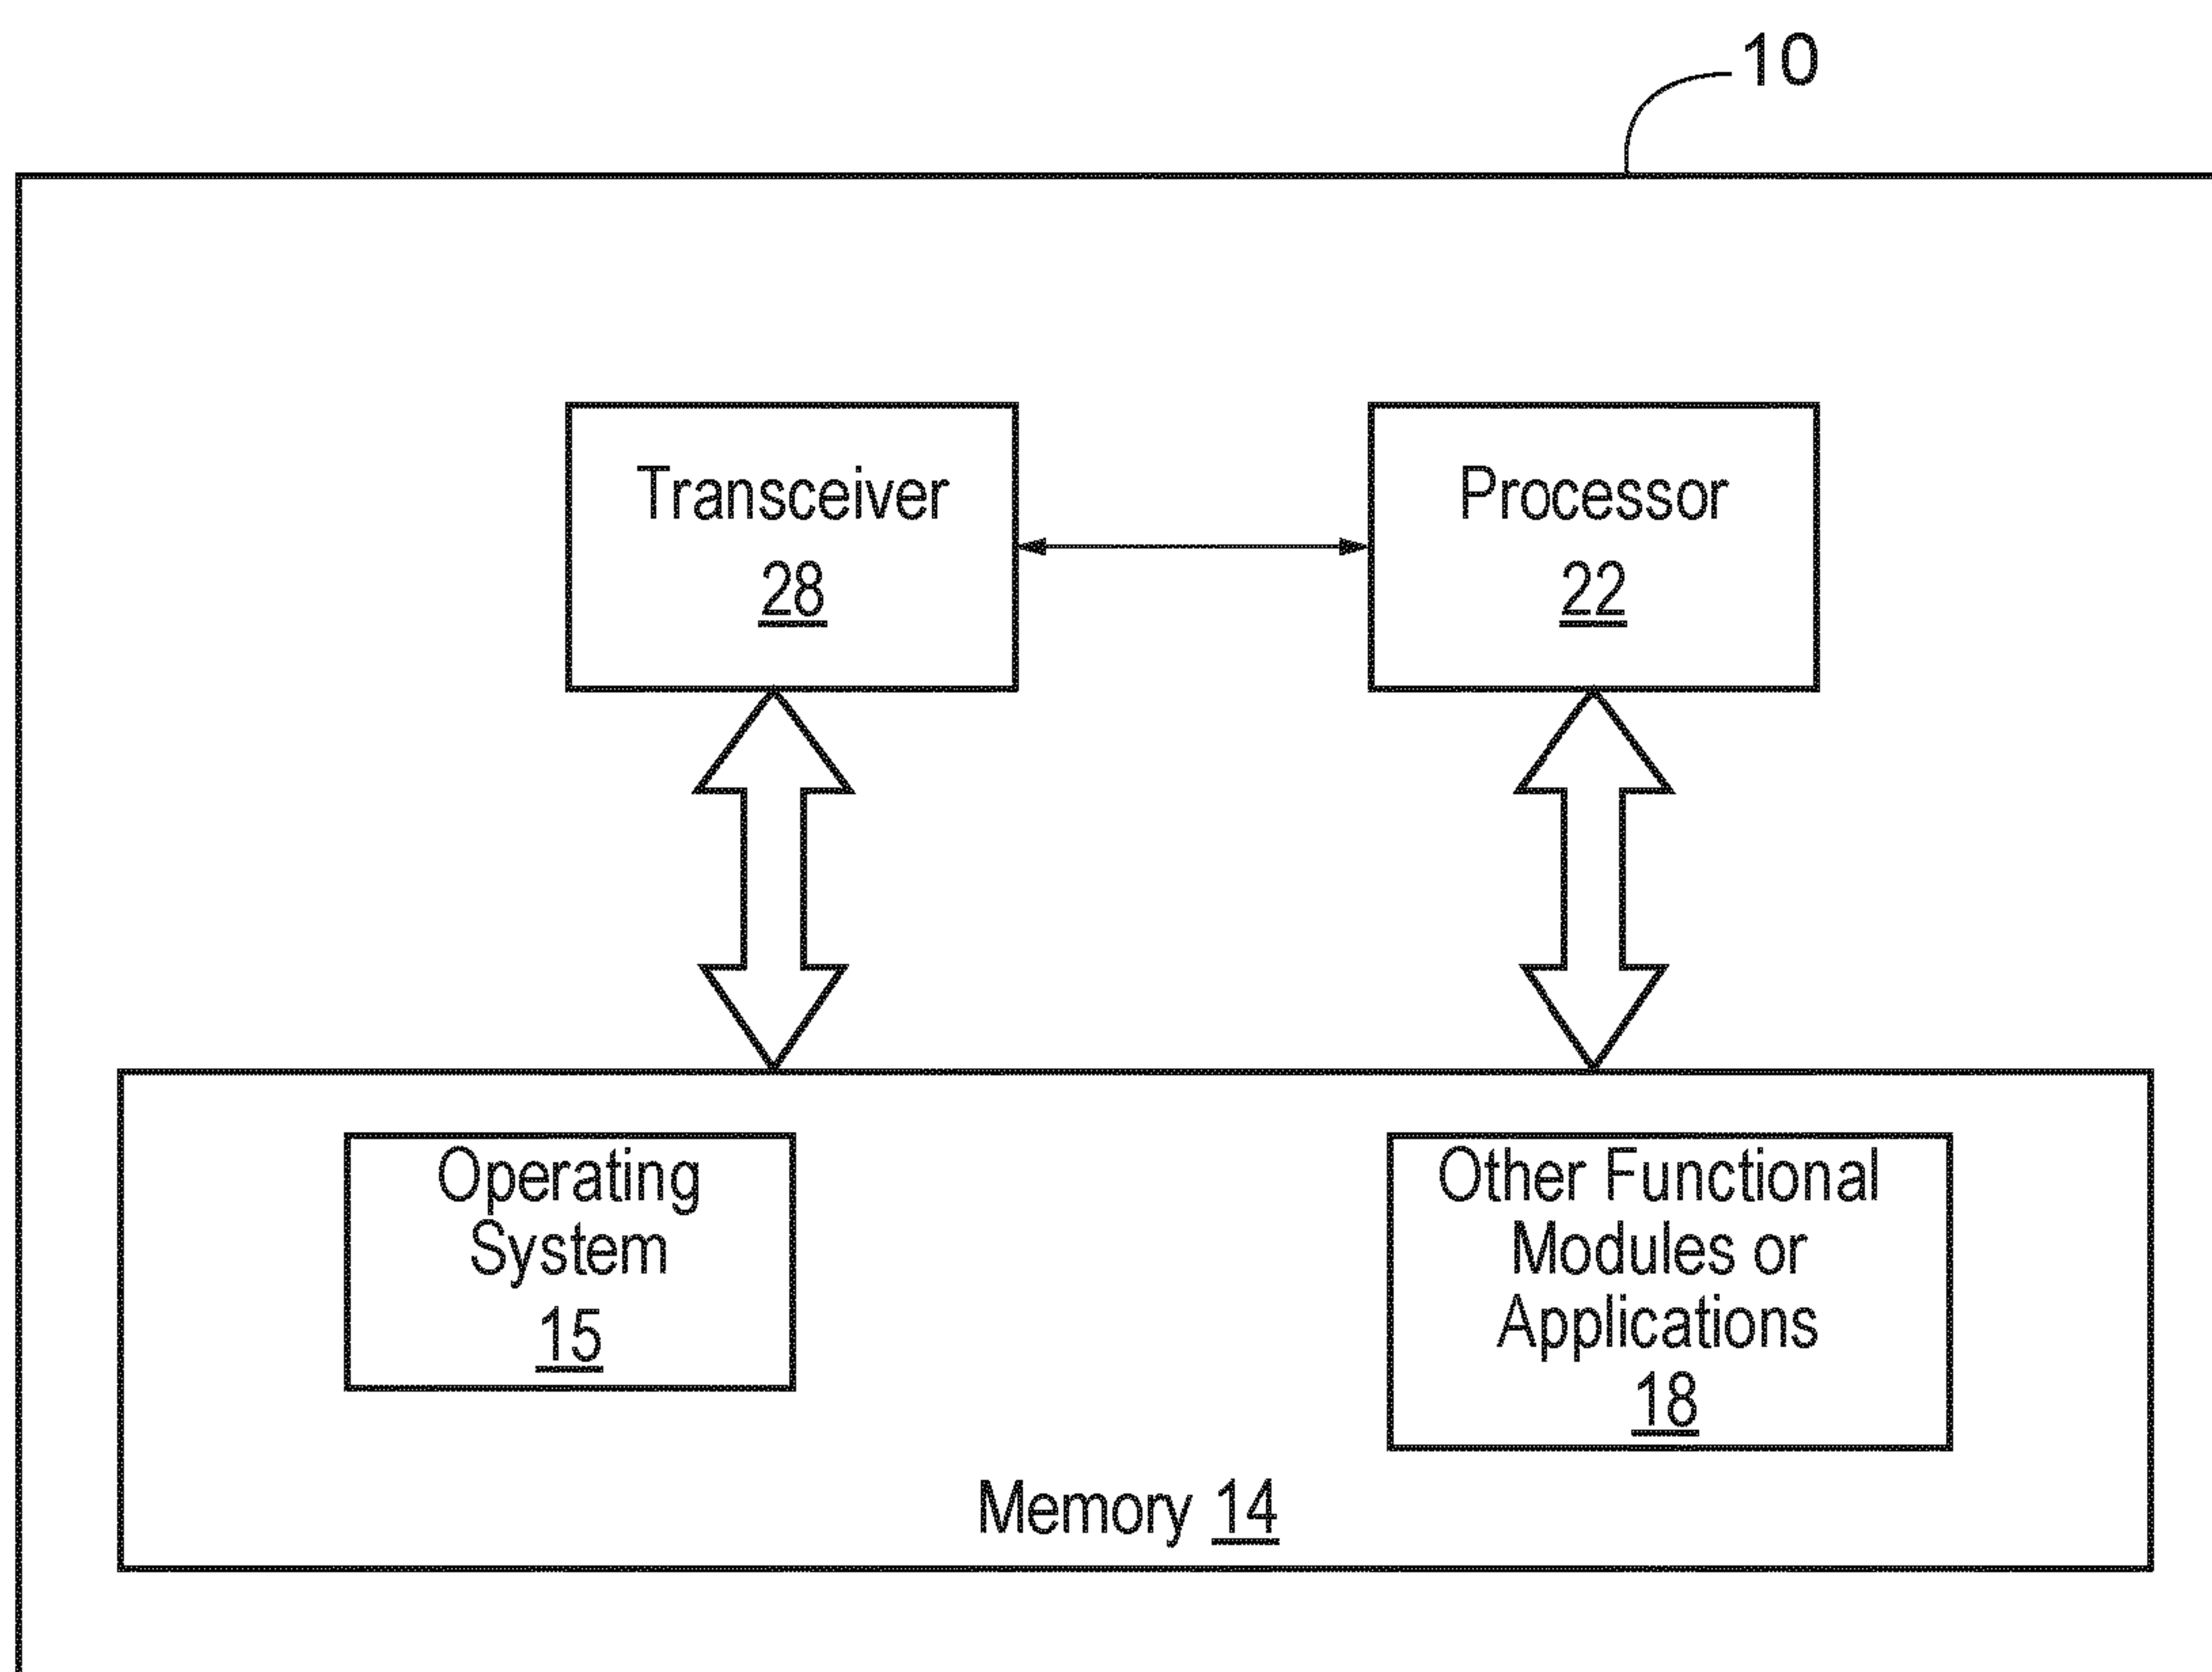 10
Transceiver
28
Processor
22
Operating
System
15
Other Functional
Modules or
Applications
18
Memory 14